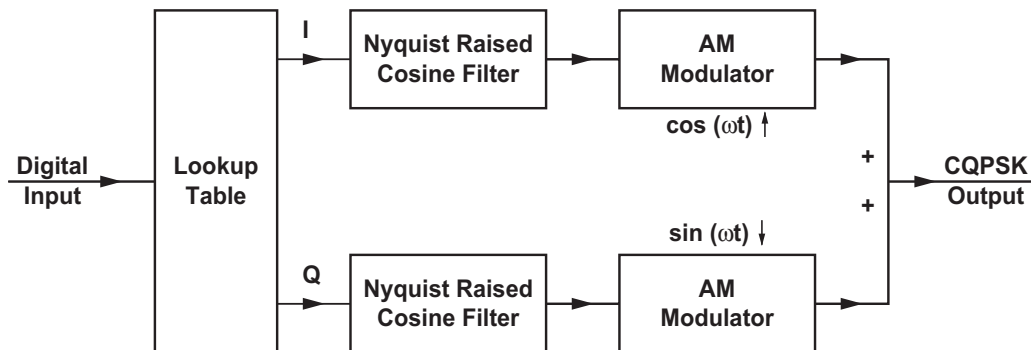 I
Nyquist Raised
Cosine Filter
AM
Modulator
cos (ωt)
Digital
Input
Lookup
Table
+
+
CQPSK
Output
sin (ωt)
Q
Nyquist Raised
Cosine Filter
AM
Modulator